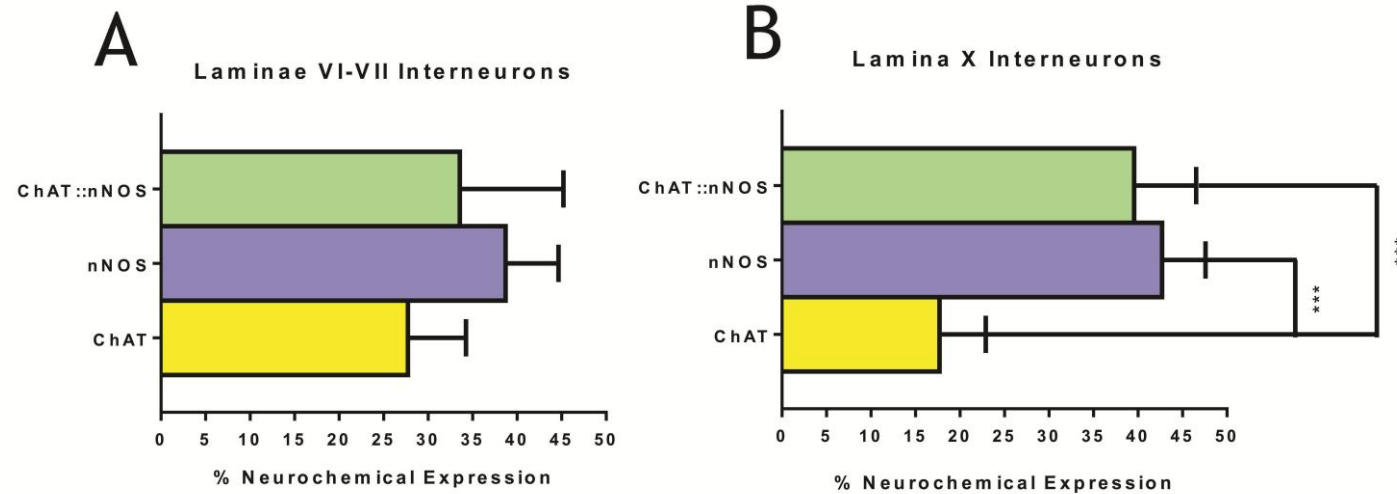 A
Laminae VI-VII Interneurons
ChAT::nNOS
nNOS
ChAT
0 5 10 15 20 25 30 35 40 45 50
% Neurochemical Expression
B
Lamina X Interneurons
ChAT::nNOS
nNOS
ChAT
***
***
0 5 10 15 20 25 30 35 40 45 50
% Neurochemical Expression